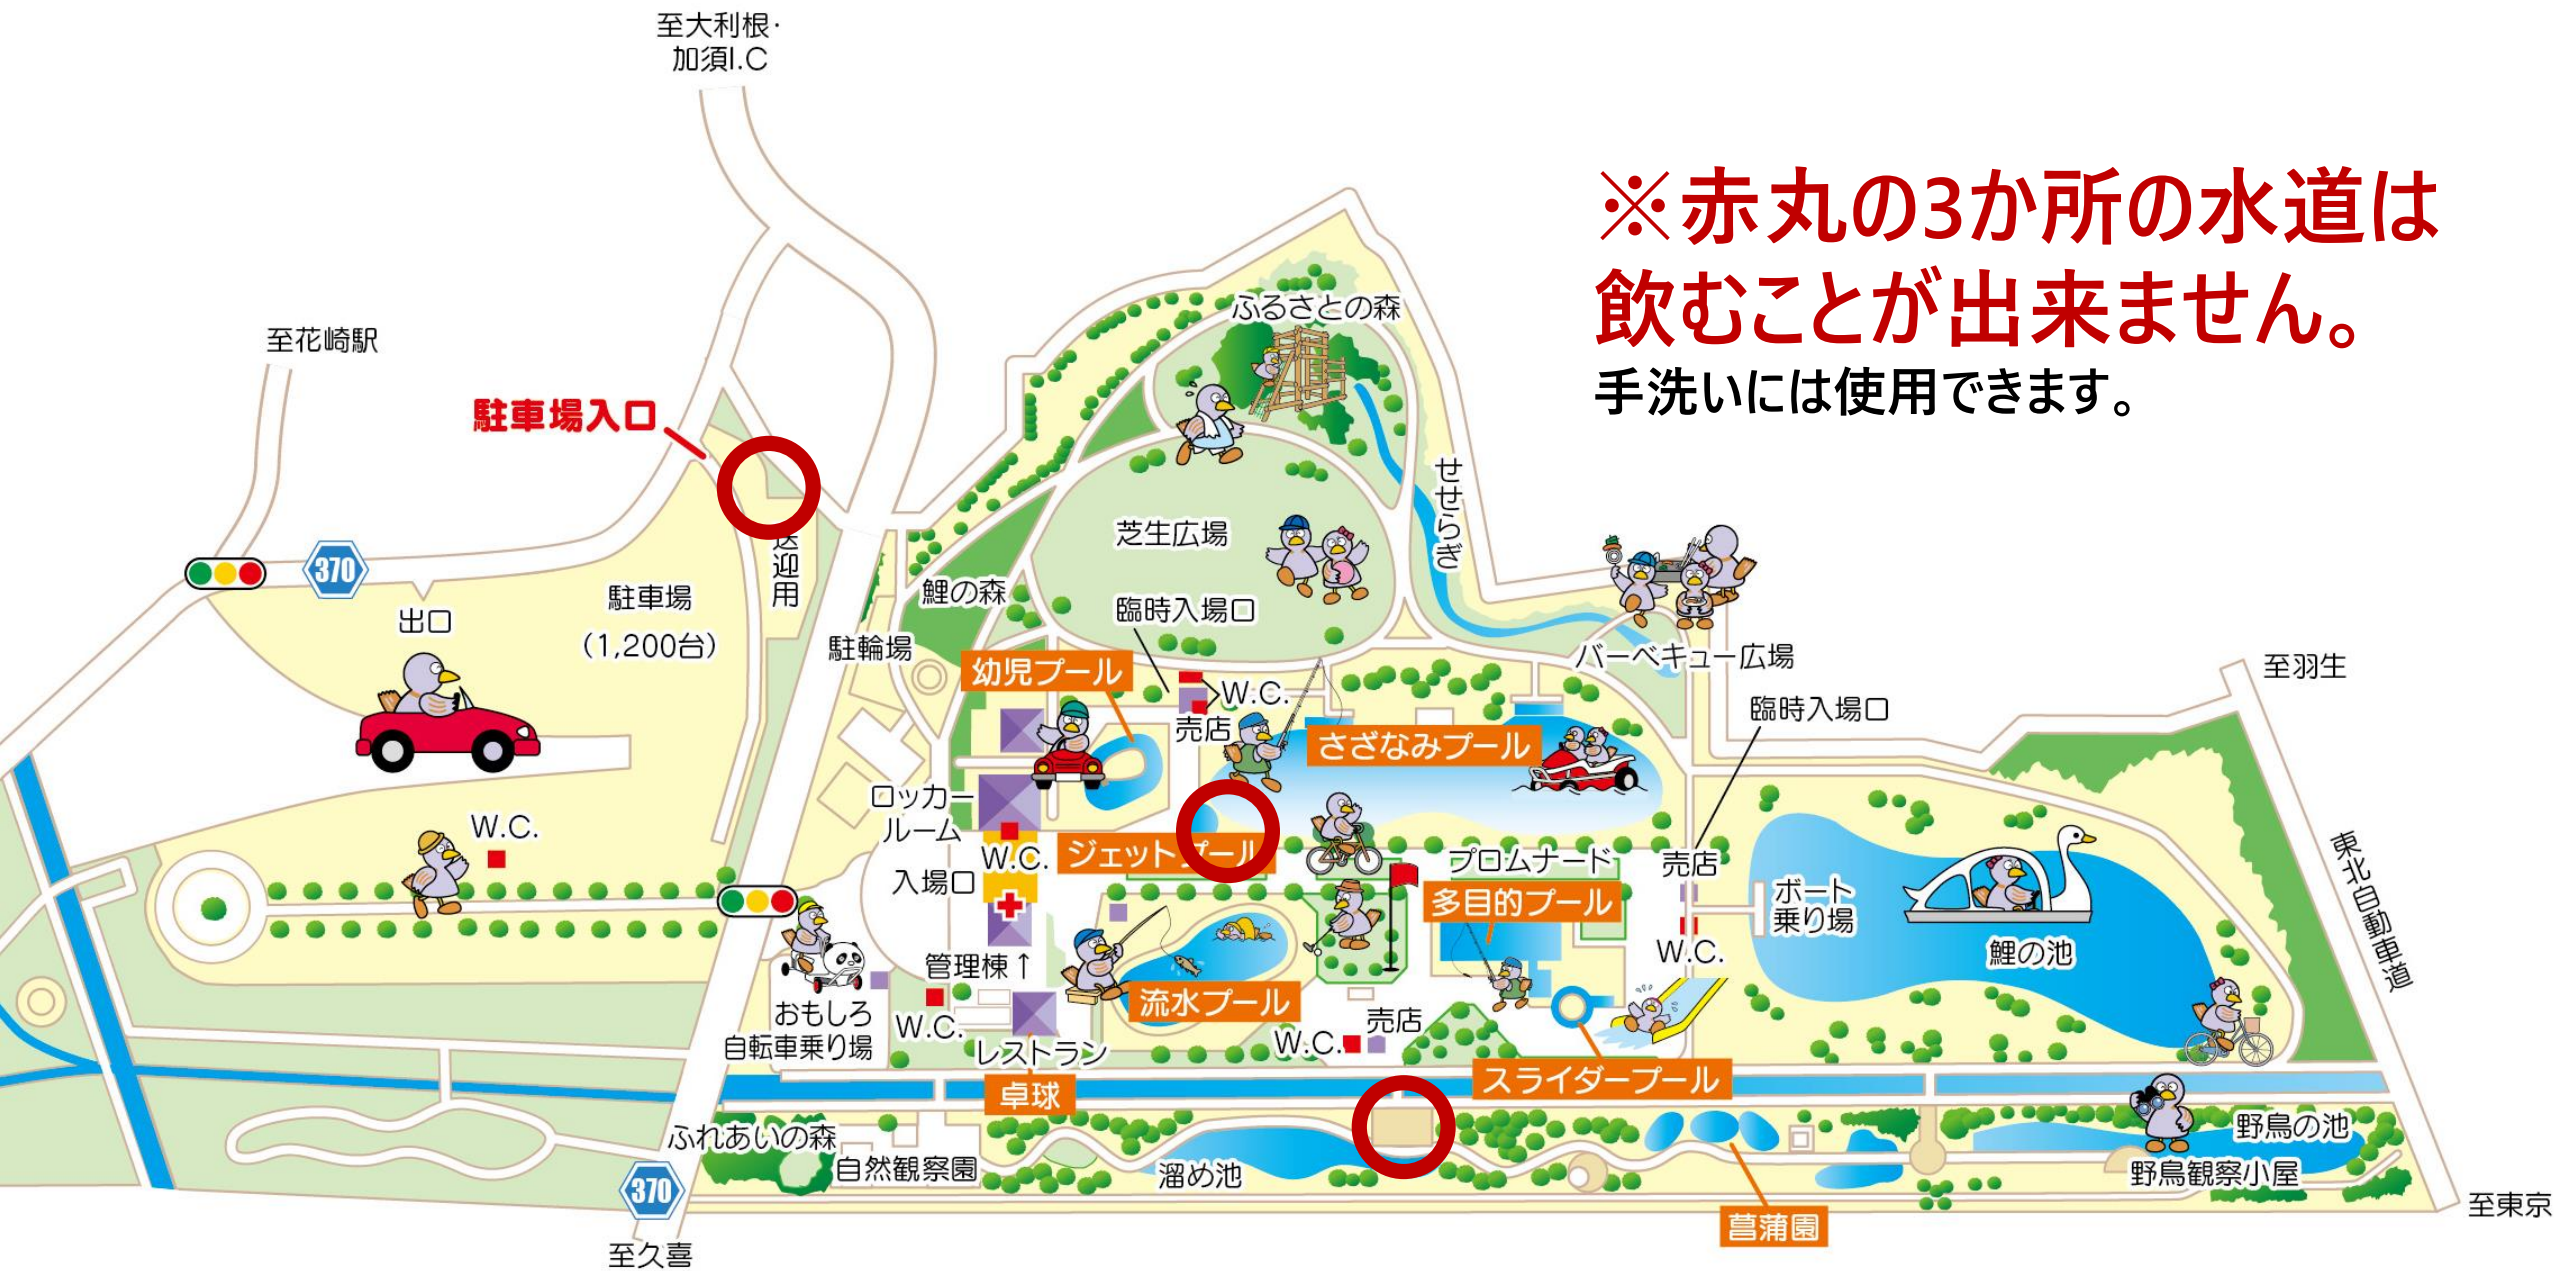 至大利根・
加須I.C
※赤丸の3か所の水道は
飲むことが出来ません。
手洗いには使用できます。
至花崎駅
駐車場入口
ふるさとの森
せせらぎ
芝生広場
370
送迎用
出口
駐車場
(1,200台)
鯉の森
臨時入場口
駐輪場
幼児プール
バーベキュー広場
至羽生
W.C.
売店
臨時入場口
さざなみプール
ロッカー
ルーム
W.C.
W.C.
ジェットプール
プロムナード
売店
東北自動車道
入場口
多目的プール
ボート
乗り場
W.C.
鯉の池
管理棟↑
流水プール
おもしろ
自転車乗り場
W.C.
レストラン
W.C.
売店
スライダープール
卓球
ふれあいの森
自然観察園
溜め池
野鳥の池
野鳥観察小屋
370
菖蒲園
至東京
至久喜